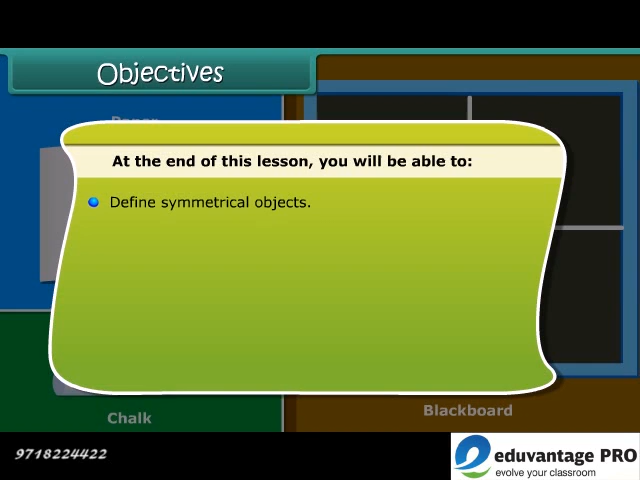 Objectives
Paper
At the end of this lesson, you will be able to:
Define symmetrical objects.
Chalk
Blackboard
9718224422
eduvantage PRO
evolve your classroom